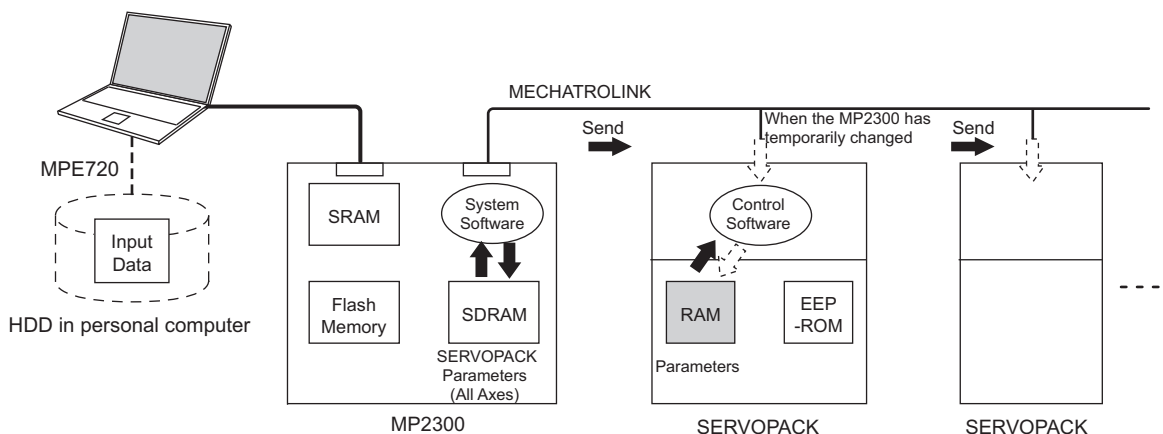 MECHATROLINK
When the MP2300 has
temporarily changed
Send
Send
MPE720
Input
Data
HDD in personal computer
SRAM
System
Software
Flash
Memory
SDRAM
SERVOPACK
Parameters
(All Axes)
MP2300
Control
Software
RAM
EEP
-ROM
Parameters
SERVOPACK
SERVOPACK